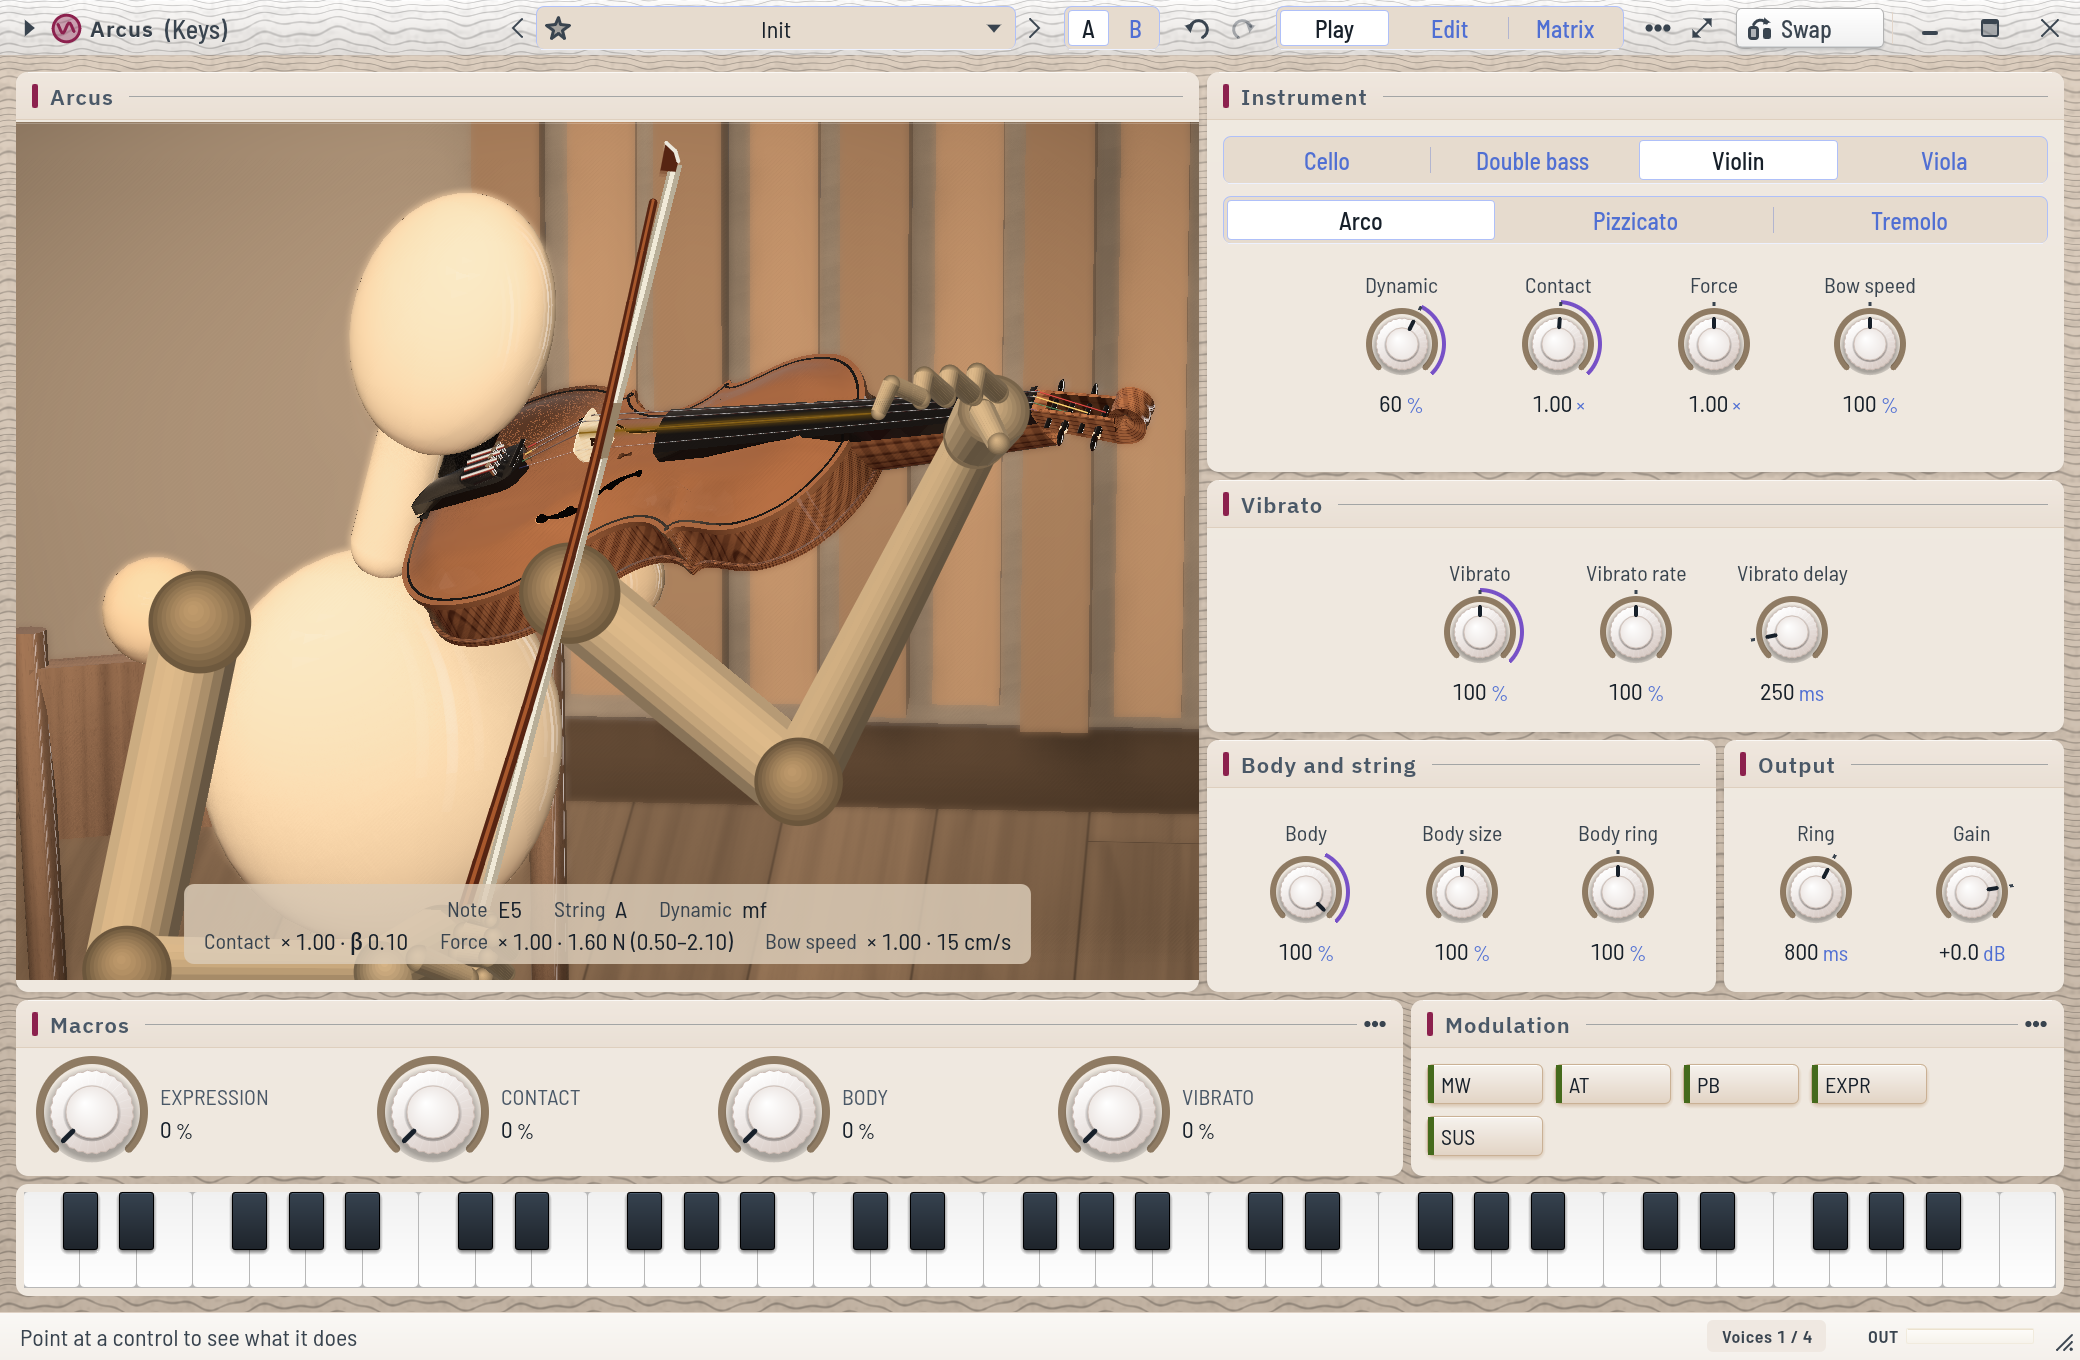 Arcus (Keys)
Init
A B
Play Edit Matrix
Swap
Arcus
Instrument
Cello Double bass Violin Viola
Arco Pizzicato Tremolo
Dynamic Contact Force Bow speed
60 % 1.00 × 1.00 × 100 %
Vibrato
Vibrato Vibrato rate Vibrato delay
100 % 100 % 250 ms
Body and string
Body Body size Body ring
100 % 100 % 100 %
Output
Ring Gain
800 ms +0.0 dB
Note E5 String A Dynamic mf
Contact × 1.00 · β 0.10 Force × 1.00 · 1.60 N (0.50–2.10) Bow speed × 1.00 · 15 cm/s
Macros
EXPRESSION CONTACT BODY VIBRATO
0 % 0 % 0 % 0 %
Modulation
MW AT PB EXPR
SUS
Point at a control to see what it does
Voices 1 / 4 OUT